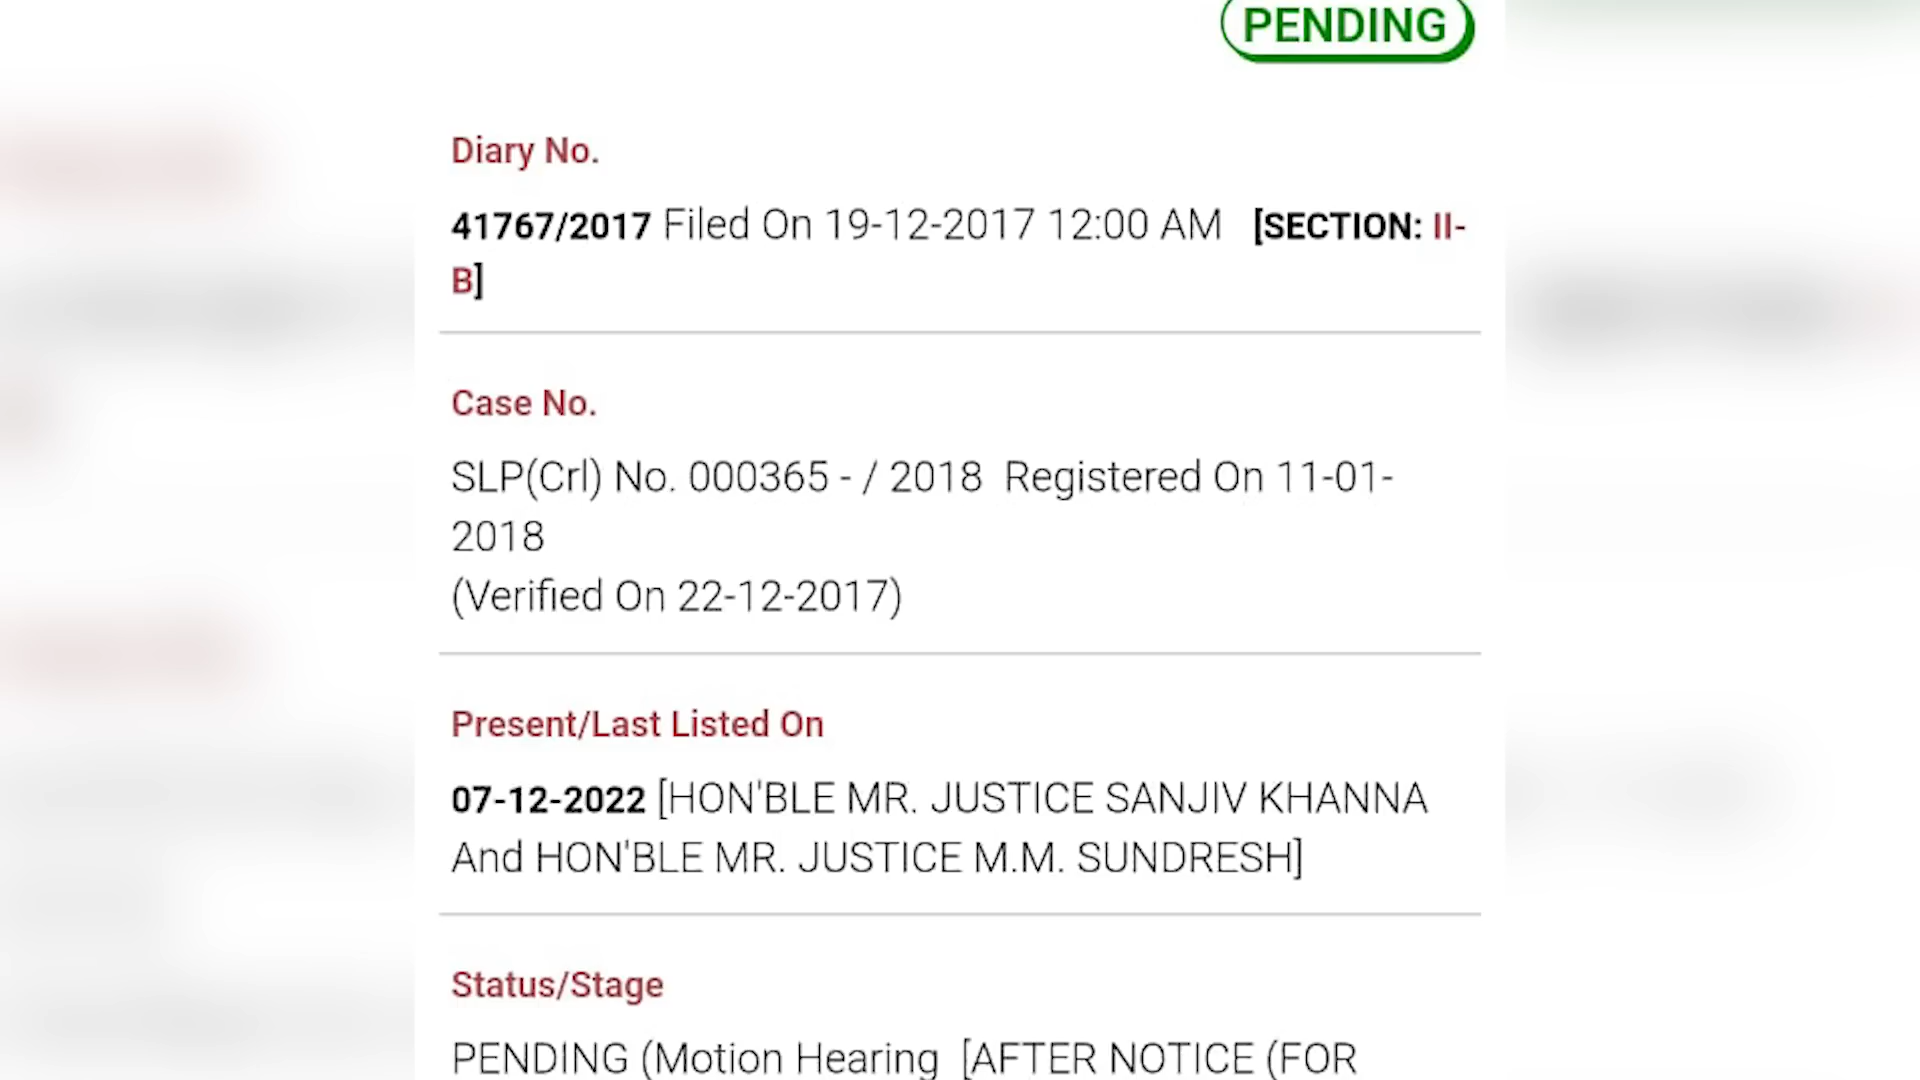 PENDING
Diary No.
41767/2017 Filed On 19-12-2017 12:00 AM [SECTION: II-
B]
Case No.
SLP(Crl) No. 000365 - / 2018 Registered On 11-01-
2018
(Verified On 22-12-2017)
Present/Last Listed On
07-12-2022 [HON'BLE MR. JUSTICE SANJIV KHANNA
And HON'BLE MR. JUSTICE M.M. SUNDRESH]
Status/Stage
PENDING (Motion Hearing [AFTER NOTICE (FOR